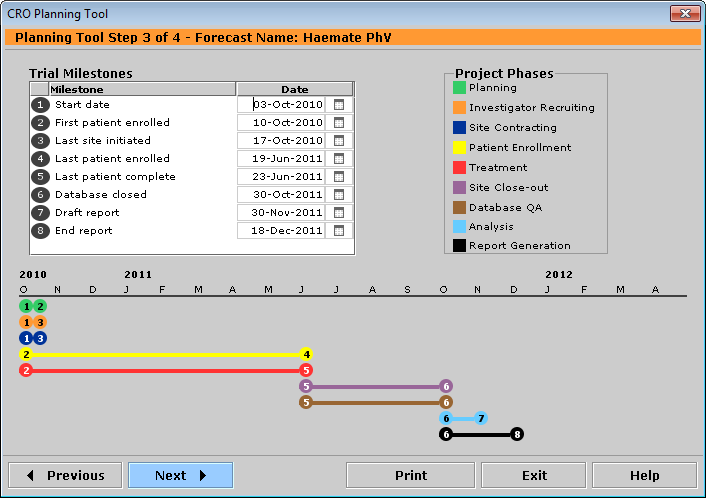 CRO Planning Tool
Planning Tool Step 3 of 4 - Forecast Name: Haemate PhV
Trial Milestones
Milestone Date
1 Start date 03-Oct-2010
2 First patient enrolled 10-Oct-2010
3 Last site initiated 17-Oct-2010
4 Last patient enrolled 19-Jun-2011
5 Last patient complete 23-Jun-2011
6 Database closed 30-Oct-2011
7 Draft report 30-Nov-2011
8 End report 18-Dec-2011
Project Phases
Planning
Investigator Recruiting
Site Contracting
Patient Enrollment
Treatment
Site Close-out
Database QA
Analysis
Report Generation
2010 2011 2012
O N D J F M A M J J A S O N D J F M A
1 2
1 3
1 3
2 4
2 5
5 6
5 6
6 7
6 8
Previous Next Print Exit Help